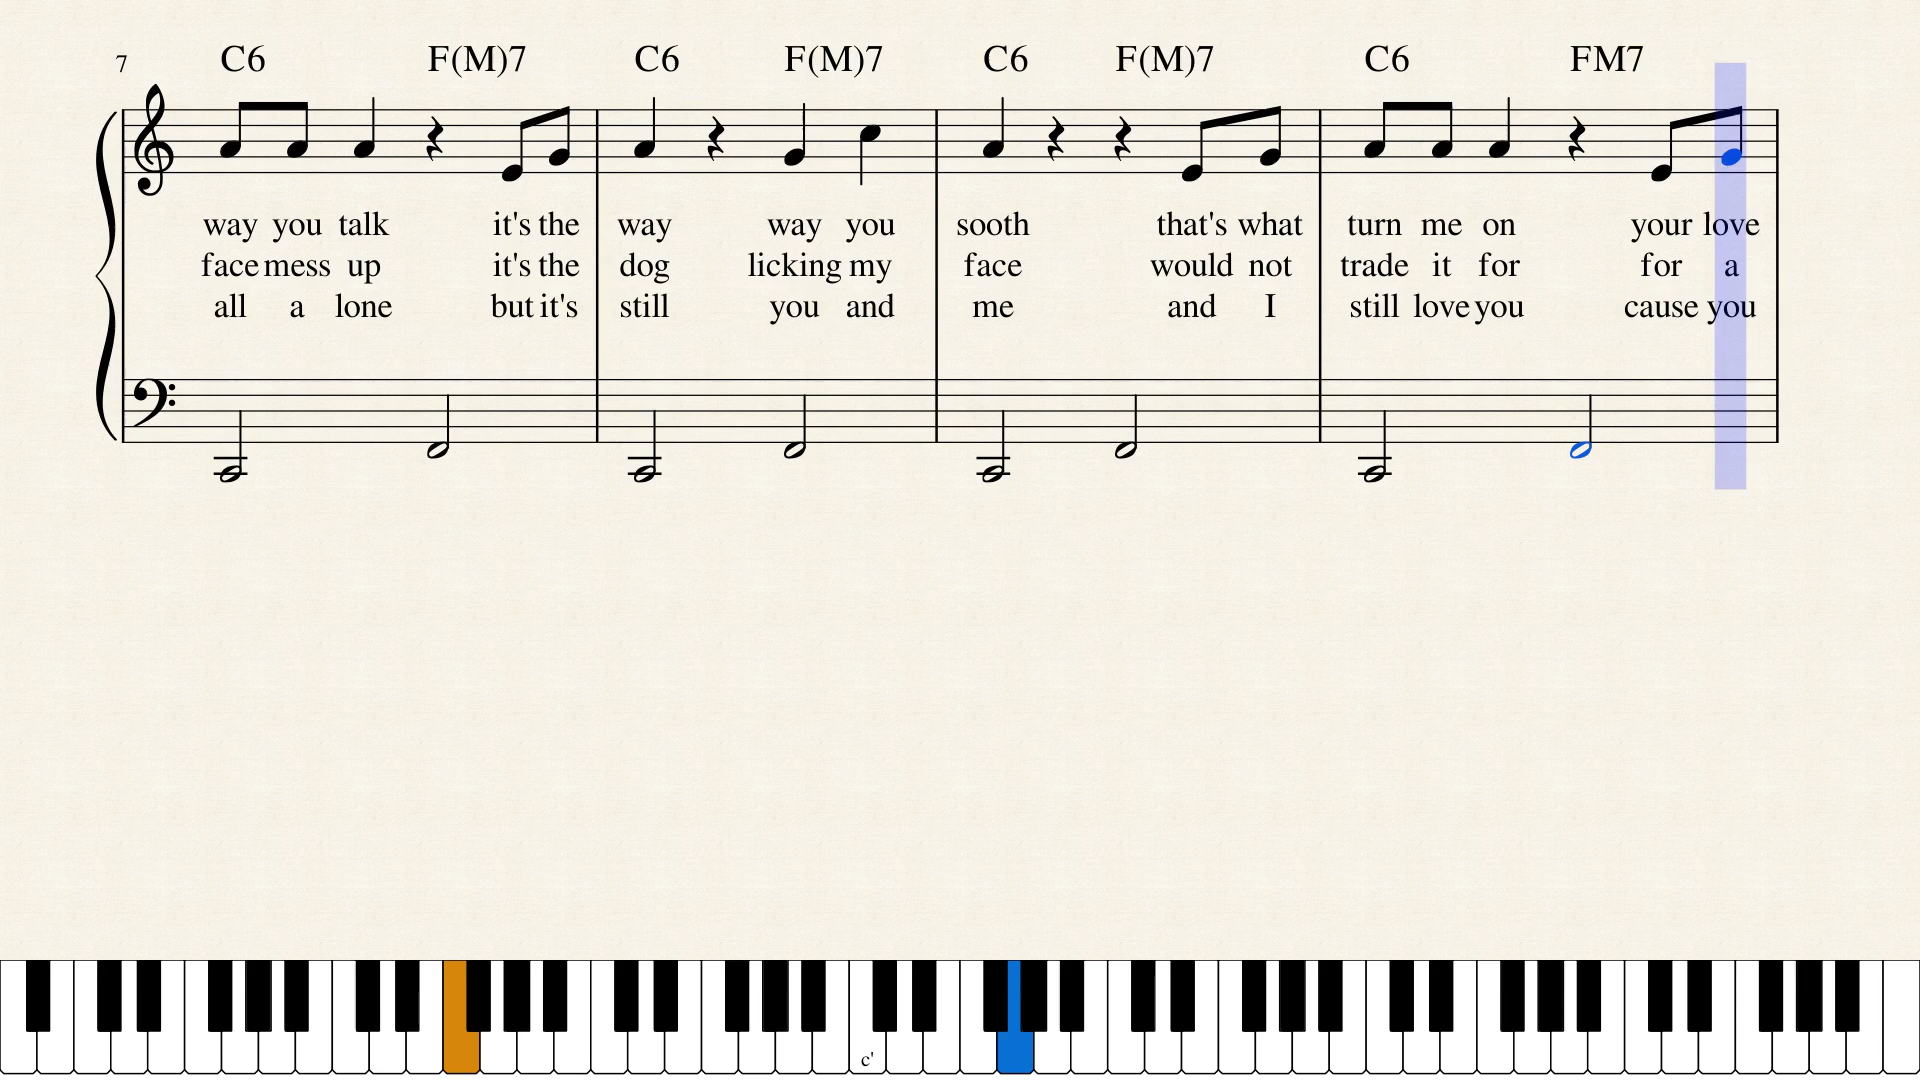 7 C6 F(M)7 C6 F(M)7 C6 F(M)7 C6 FM7
way you talk it's the way way you sooth that's what turn me on your love
face mess up it's the dog licking my face would not trade it for for a
all a lone but it's still you and me and I still love you cause you
c'